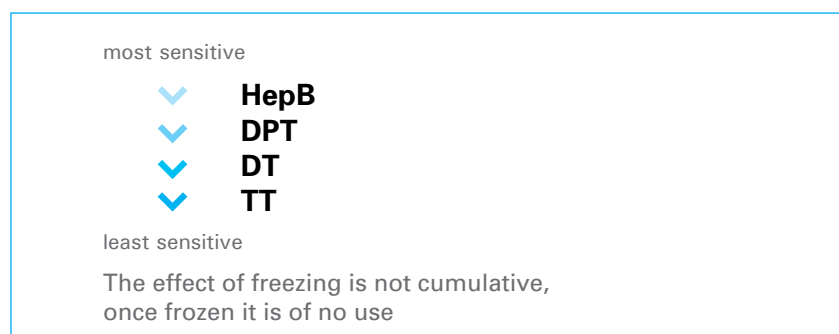 most sensitive
HepB
DPT
DT
TT
least sensitive
The effect of freezing is not cumulative,
once frozen it is of no use